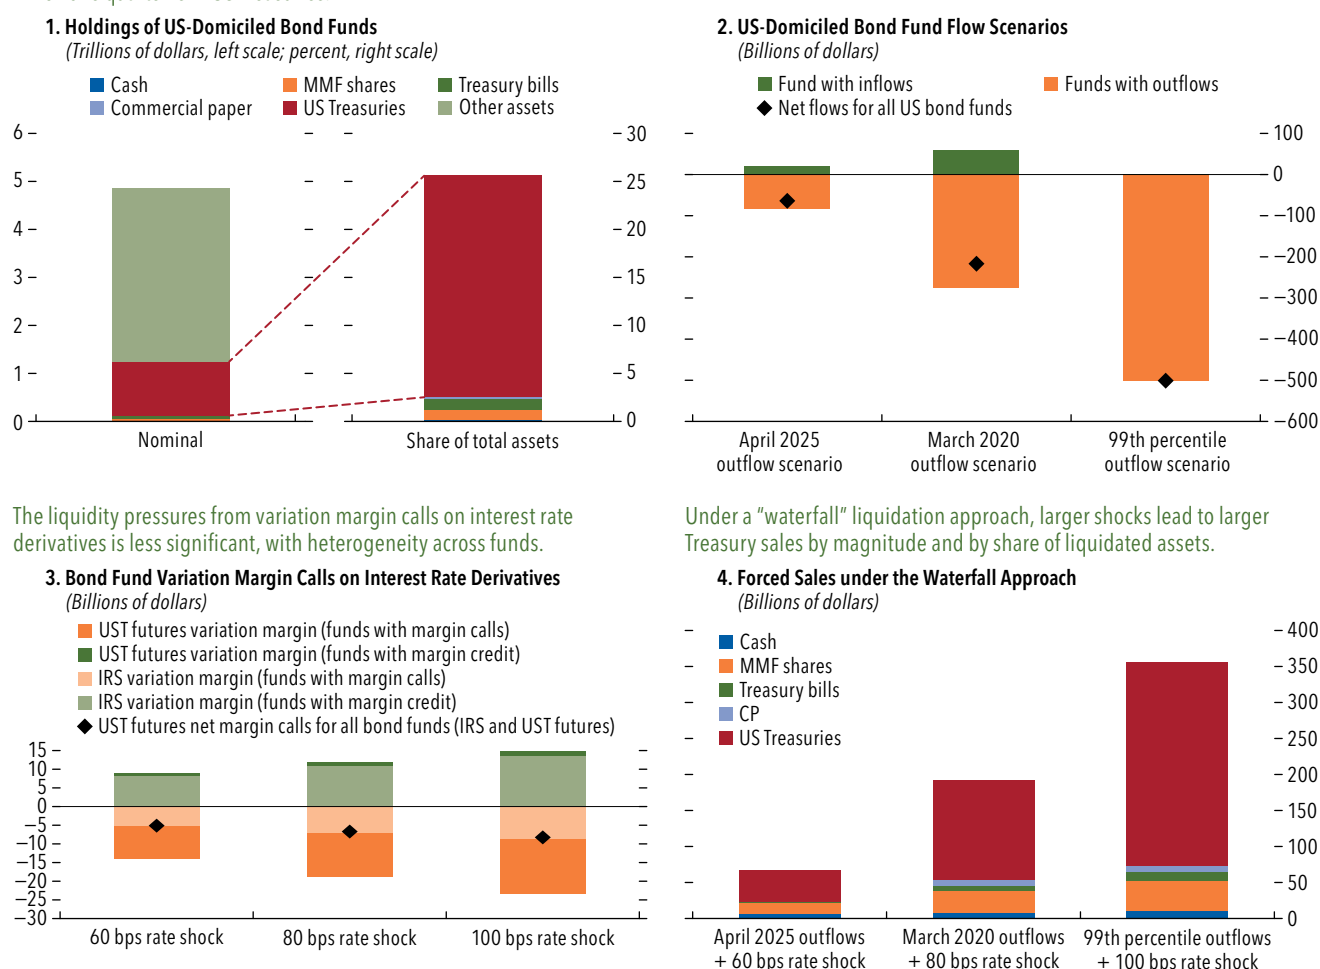 1. Holdings of US-Domiciled Bond Funds
(Trillions of dollars, left scale; percent, right scale)
Cash
MMF shares
Treasury bills
Commercial paper
US Treasuries
Other assets
6
5
4
3
2
1
0
30
25
20
15
10
5
0
Nominal
Share of total assets
2. US-Domiciled Bond Fund Flow Scenarios
(Billions of dollars)
Fund with inflows
Funds with outflows
Net flows for all US bond funds
100
0
−100
−200
−300
−400
−500
−600
April 2025
outflow scenario
March 2020
outflow scenario
99th percentile
outflow scenario
The liquidity pressures from variation margin calls on interest rate
derivatives is less significant, with heterogeneity across funds.
3. Bond Fund Variation Margin Calls on Interest Rate Derivatives
(Billions of dollars)
UST futures variation margin (funds with margin calls)
UST futures variation margin (funds with margin credit)
IRS variation margin (funds with margin calls)
IRS variation margin (funds with margin credit)
UST futures net margin calls for all bond funds (IRS and UST futures)
15
10
5
0
−5
−10
−15
−20
−25
−30
60 bps rate shock
80 bps rate shock
100 bps rate shock
Under a “waterfall” liquidation approach, larger shocks lead to larger
Treasury sales by magnitude and by share of liquidated assets.
4. Forced Sales under the Waterfall Approach
(Billions of dollars)
Cash
MMF shares
Treasury bills
CP
US Treasuries
400
350
300
250
200
150
100
50
0
April 2025 outflows
+ 60 bps rate shock
March 2020 outflows
+ 80 bps rate shock
99th percentile outflows
+ 100 bps rate shock